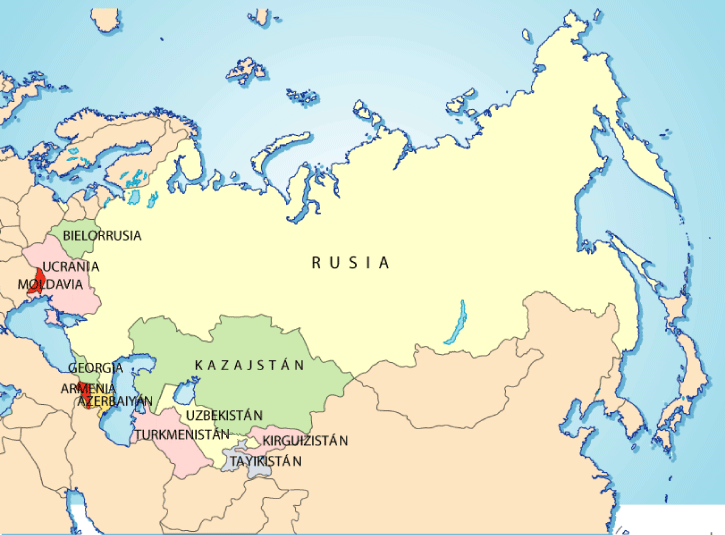 BIELORRUSIA
UCRANIA
MOLDAVIA
RUSIA
GEORGIA
KAZAJSTÁN
ARMENIA
AZERBAIYÁN
UZBEKISTÁN
TURKMENISTÁN
KIRGUIZISTÁN
TAYIKISTÁN